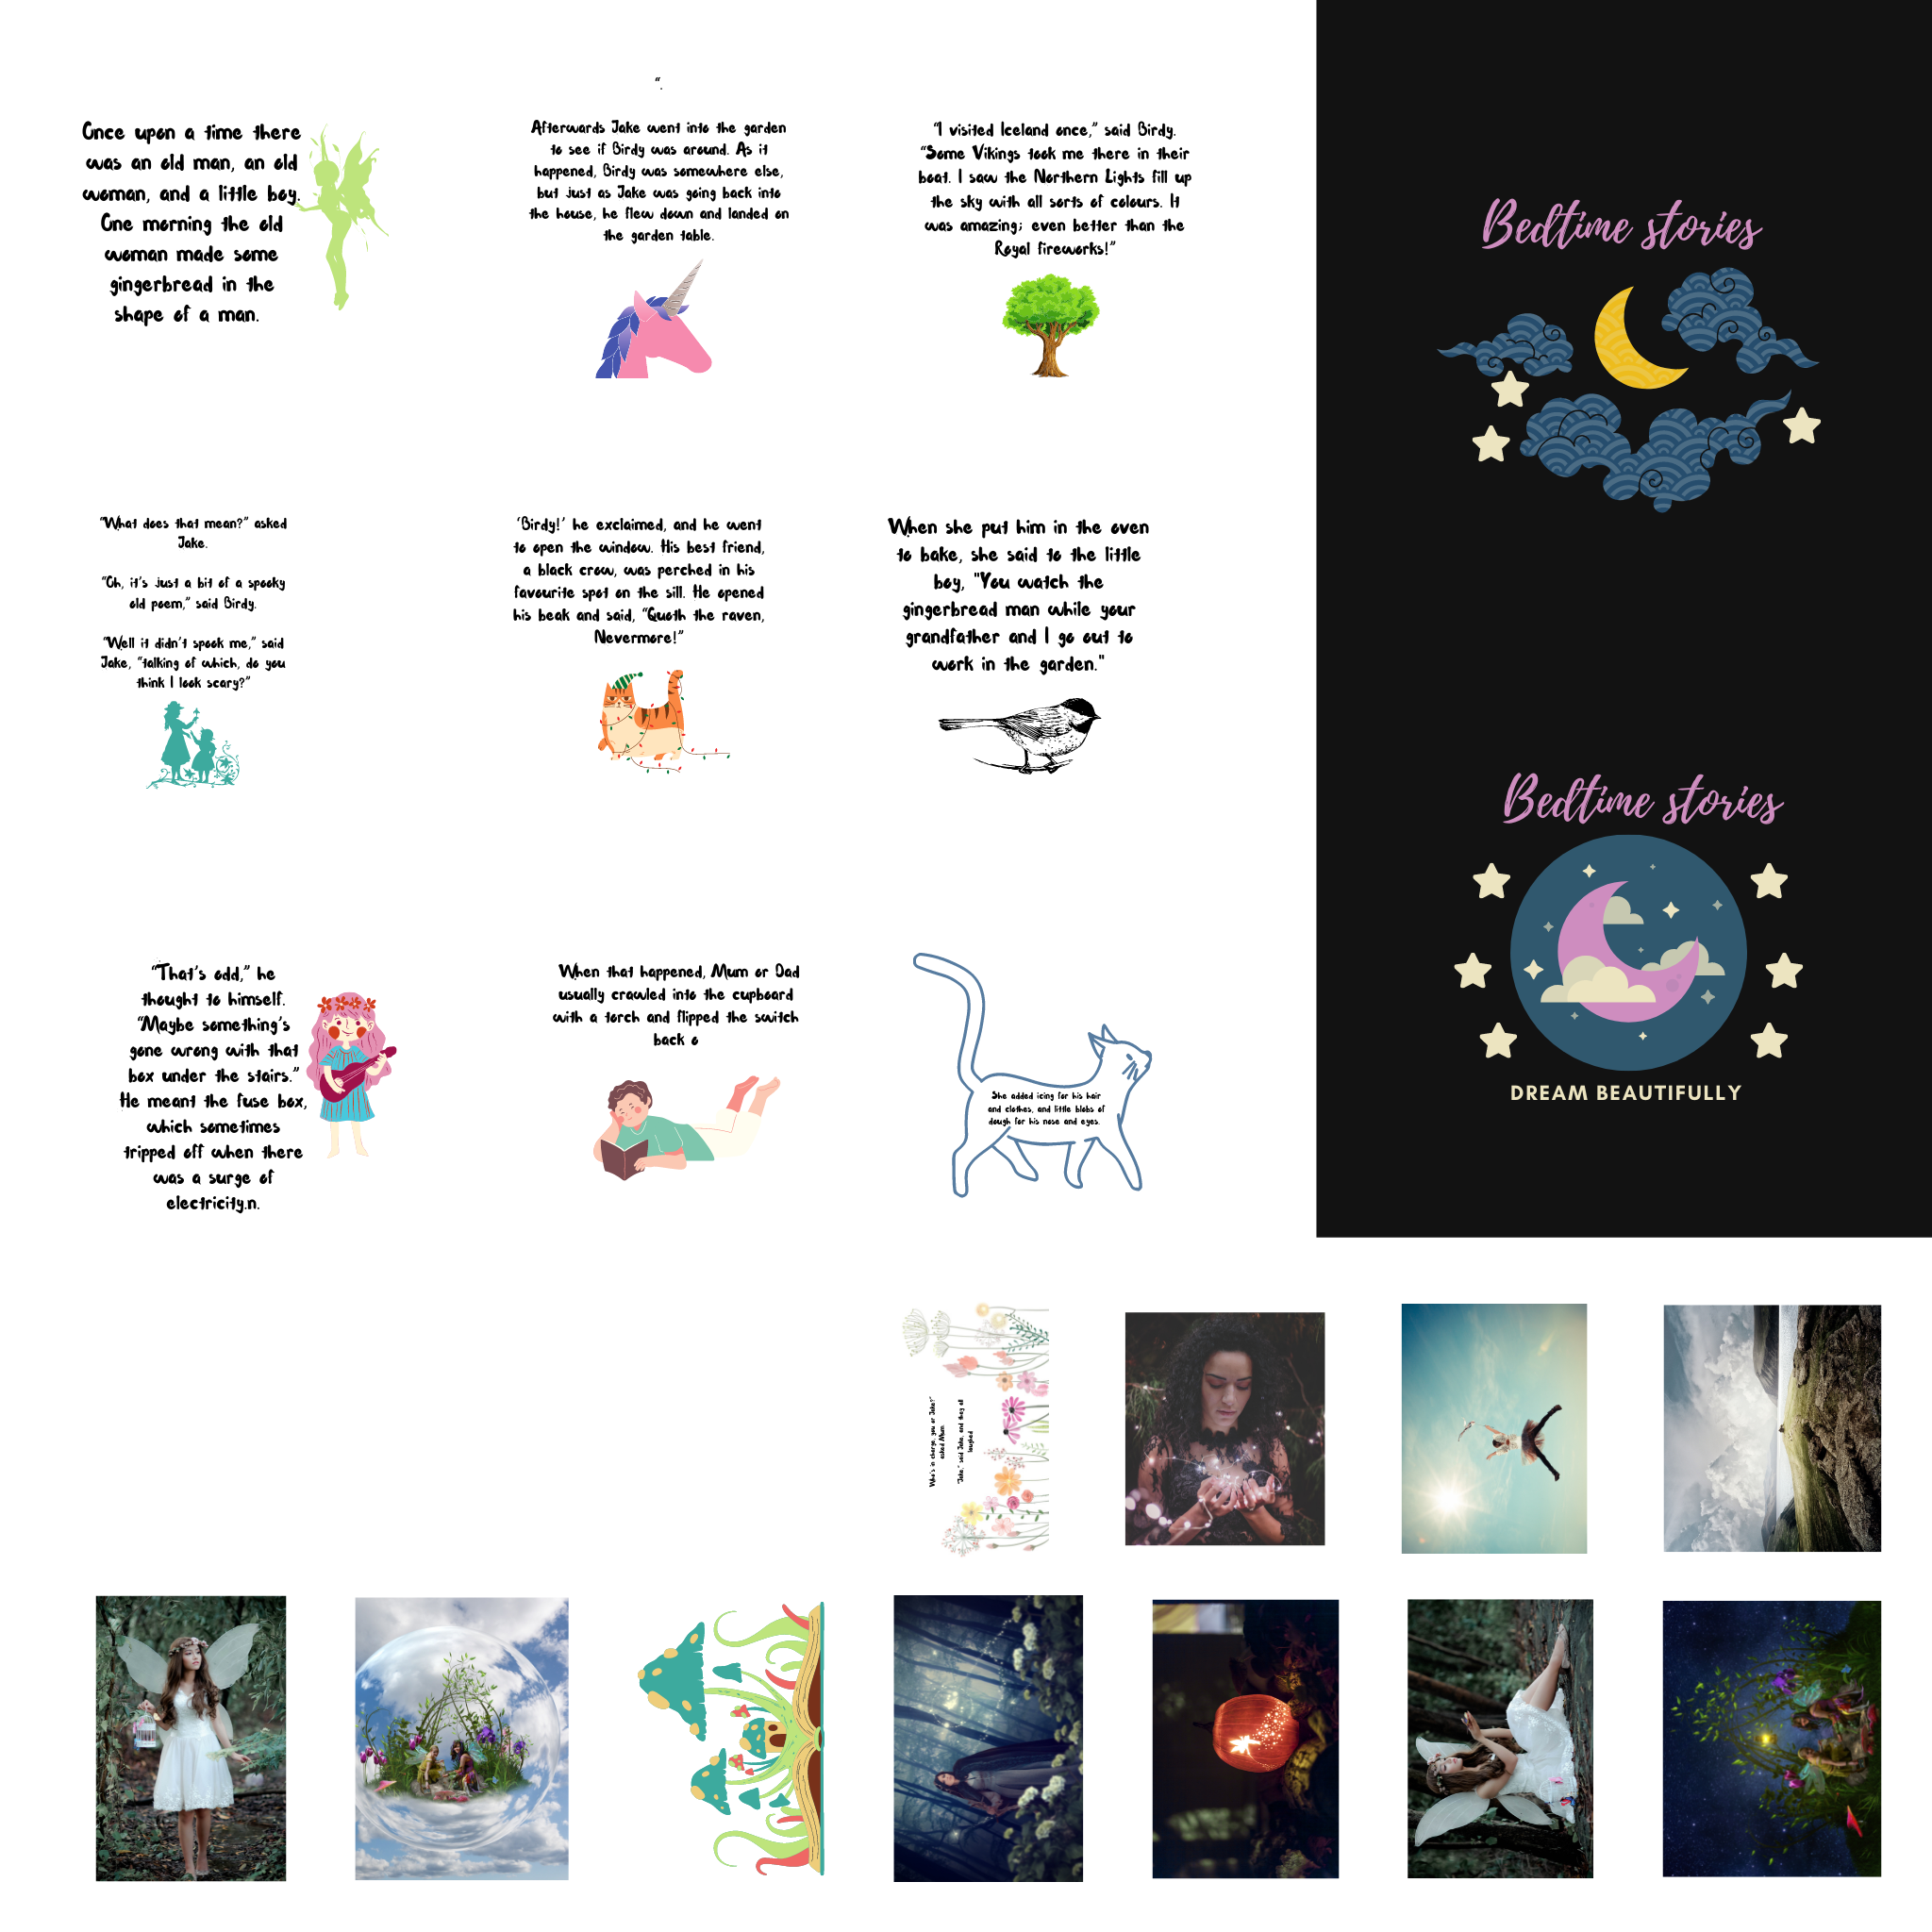 Once upon a time there
was an old man, an old
woman, and a little boy.
One morning the old
woman made some
gingerbread in the
shape of a man.
“.
Afterwards Jake went into the garden
to see if Birdy was around. As it
happened, Birdy was somewhere else,
but just as Jake was going back into
the house, he flew down and landed on
the garden table.
“I visited Iceland once,” said Birdy.
“Some Vikings took me there in their
boat. I saw the Northern Lights fill up
the sky with all sorts of colours. It
was amazing; even better than the
Royal fireworks!”
Bedtime stories
“What does that mean?” asked
Jake.
“Oh, it’s just a bit of a spooky
old poem,” said Birdy.
“Well it didn’t spook me,” said
Jake, “talking of which, do you
think I look scary?”
‘Birdy!’ he exclaimed, and he went
to open the window. His best friend,
a black crow, was perched in his
favourite spot on the sill. He opened
his beak and said, “Quoth the raven,
Nevermore!”
When she put him in the oven
to bake, she said to the little
boy, "You watch the
gingerbread man while your
grandfather and I go out to
work in the garden."
Bedtime stories
DREAM BEAUTIFULLY
“That’s odd,” he
thought to himself.
“Maybe something’s
gone wrong with that
box under the stairs.”
He meant the fuse box,
which sometimes
tripped off when there
was a surge of
electricity.n.
When that happened, Mum or Dad
usually crawled into the cupboard
with a torch and flipped the switch
back o
She added icing for his hair
and clothes, and little blobs of
dough for his nose and eyes.
Who’s in charge, you or Jake?”
asked Mum.
“Jake,” said Jake, and they all
laughed